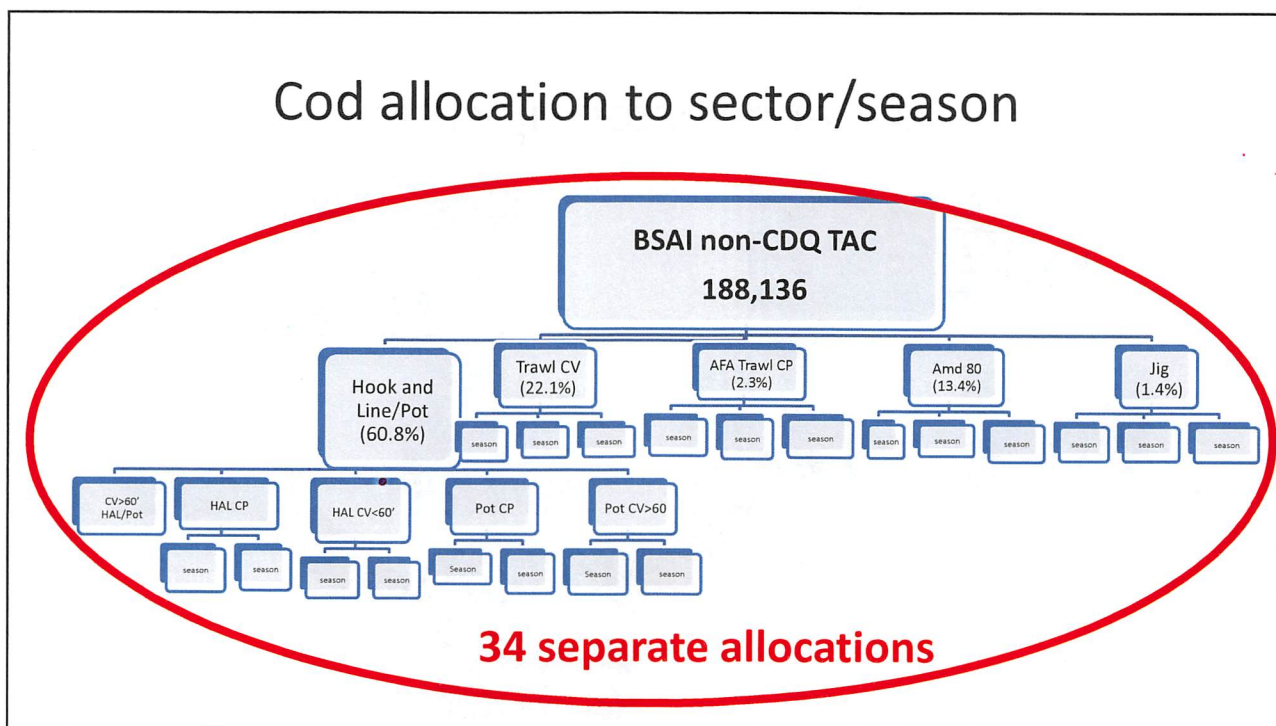 Cod allocation to sector/season
BSAI non-CDQ TAC
188,136
Hook and
Line/Pot
(60.8%)
Trawl CV
(22.1%)
AFA Trawl CP
(2.3%)
Amd 80
(13.4%)
Jig
(1.4%)
season
season
season
season
season
season
season
season
season
season
season
season
CV>60'
HAL/Pot
HAL CP
HAL CV<60'
Pot CP
Pot CV>60
season
season
season
season
Season
season
Season
season
34 separate allocations